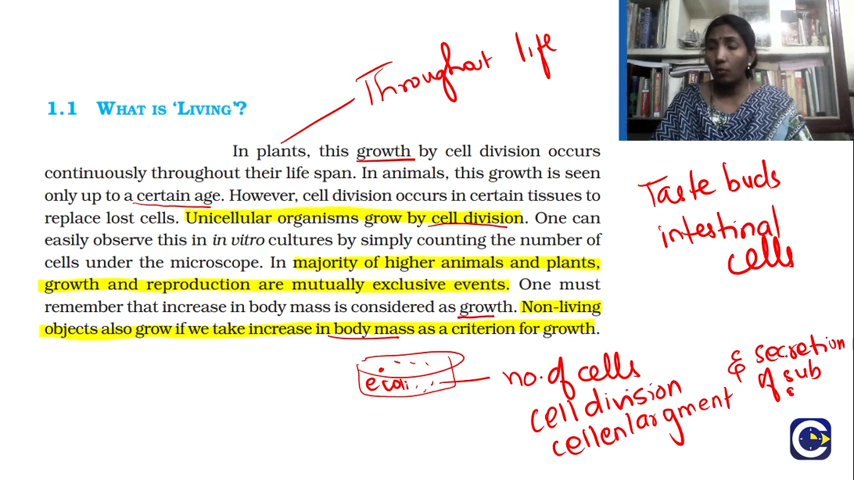 Throughout life
1.1 WHAT IS ‘LIVING’?
In plants, this growth by cell division occurs
continuously throughout their life span. In animals, this growth is seen
only up to a certain age. However, cell division occurs in certain tissues to
replace lost cells. Unicellular organisms grow by cell division. One can
easily observe this in in vitro cultures by simply counting the number of
cells under the microscope. In majority of higher animals and plants,
growth and reproduction are mutually exclusive events. One must
remember that increase in body mass is considered as growth. Non-living
objects also grow if we take increase in body mass as a criterion for growth.
Taste buds
intestinal
cells
e coli
no. of cells
cell division
cell enlargment
& secretion
of sub